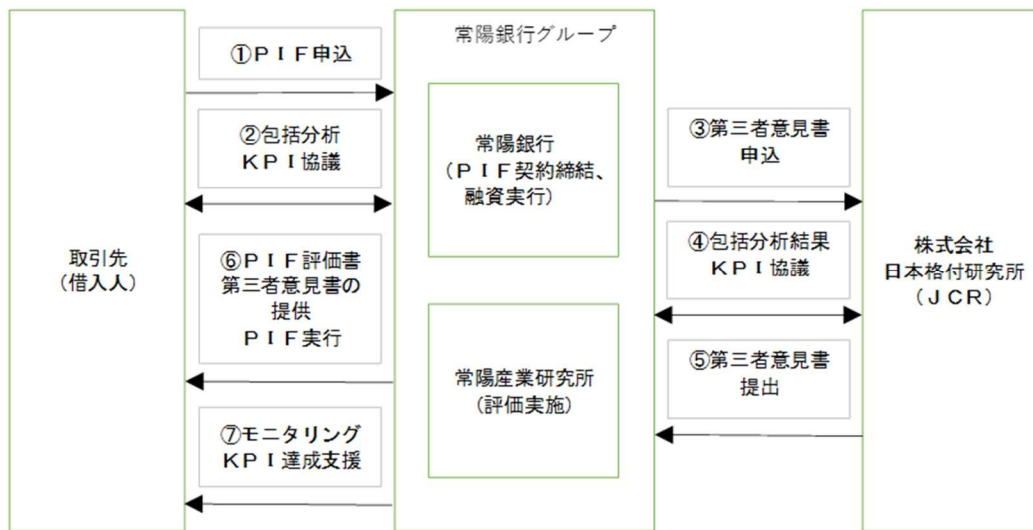 常陽銀行グループ
①ＰＩＦ申込
②包括分析
ＫＰＩ協議
⑥ＰＩＦ評価書
第三者意見書の
提供
ＰＩＦ実行
⑦モニタリング
ＫＰＩ達成支援
取引先
（借入人）
常陽銀行
（ＰＩＦ契約締結、
融資実行）
常陽産業研究所
（評価実施）
③第三者意見書
申込
④包括分析結果
ＫＰＩ協議
⑤第三者意見書
提出
株式会社
日本格付研究所
（ＪＣＲ）